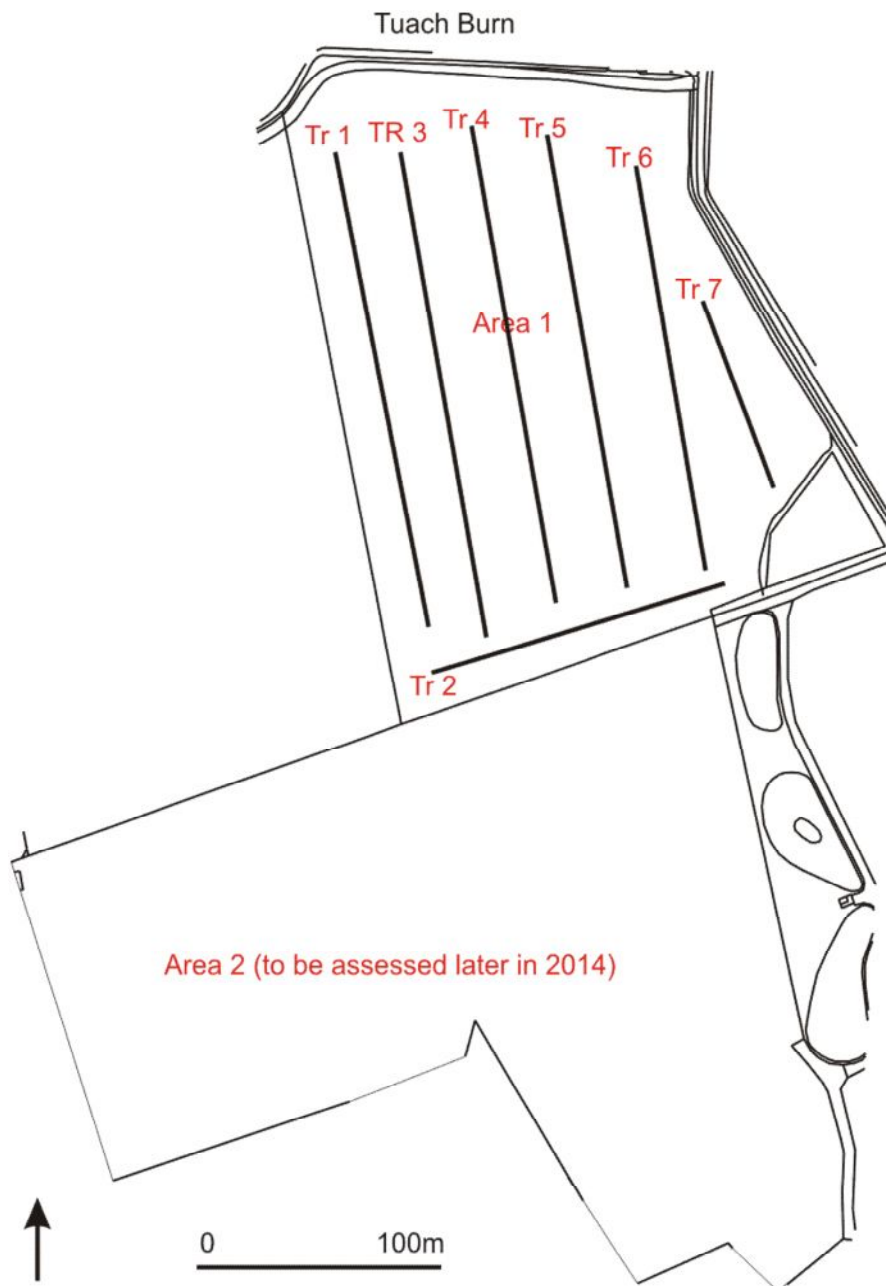 Tuach Burn
Tr 1
TR 3
Tr 4
Tr 5
Tr 6
Tr 7
Area 1
Tr 2
Area 2 (to be assessed later in 2014)
0
100m